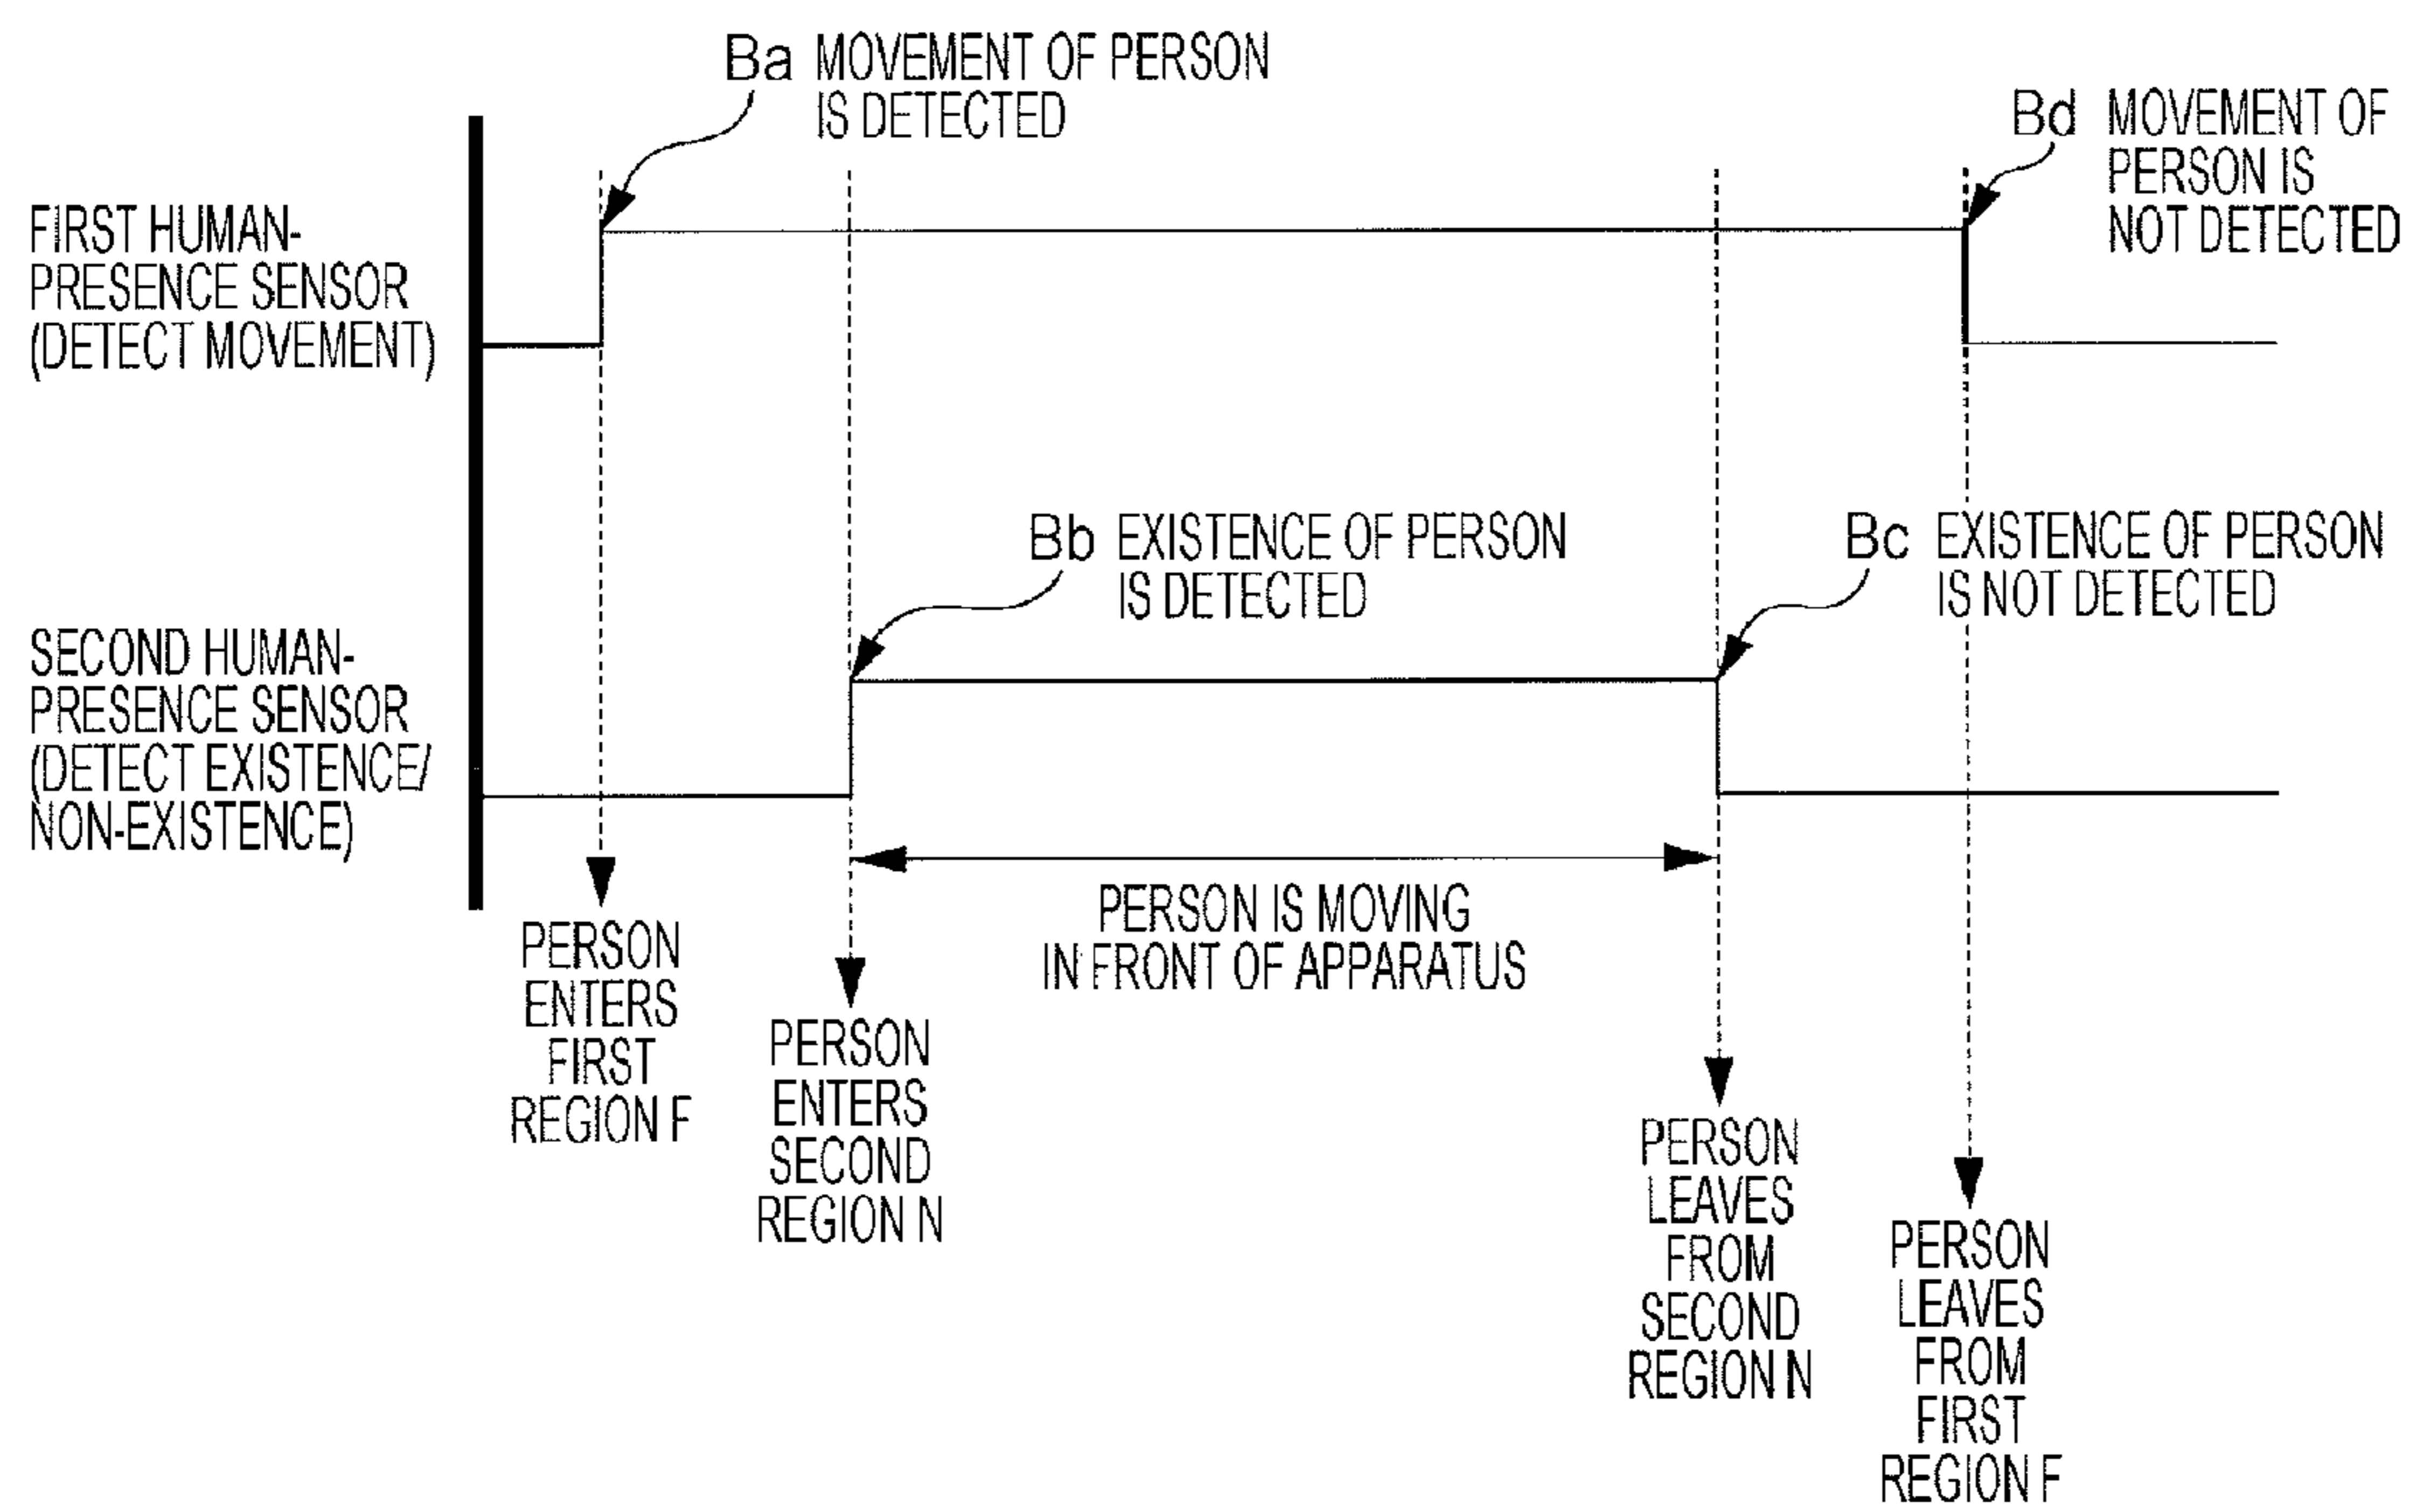 Ba MOVEMENT OF PERSON
IS DETECTED
Bd MOVEMENT OF
PERSON IS
NOT DETECTED
FIRST HUMAN-
PRESENCE SENSOR
(DETECT MOVEMENT)
Bb EXISTENCE OF PERSON
IS DETECTED
Bc EXISTENCE OF PERSON
IS NOT DETECTED
SECOND HUMAN-
PRESENCE SENSOR
(DETECT EXISTENCE/
NON-EXISTENCE)
PERSON IS MOVING
IN FRONT OF APPARATUS
PERSON
ENTERS
FIRST
REGION F
PERSON
ENTERS
SECOND
REGION N
PERSON
LEAVES
FROM
SECOND
REGION N
PERSON
LEAVES
FROM
FIRST
REGION F